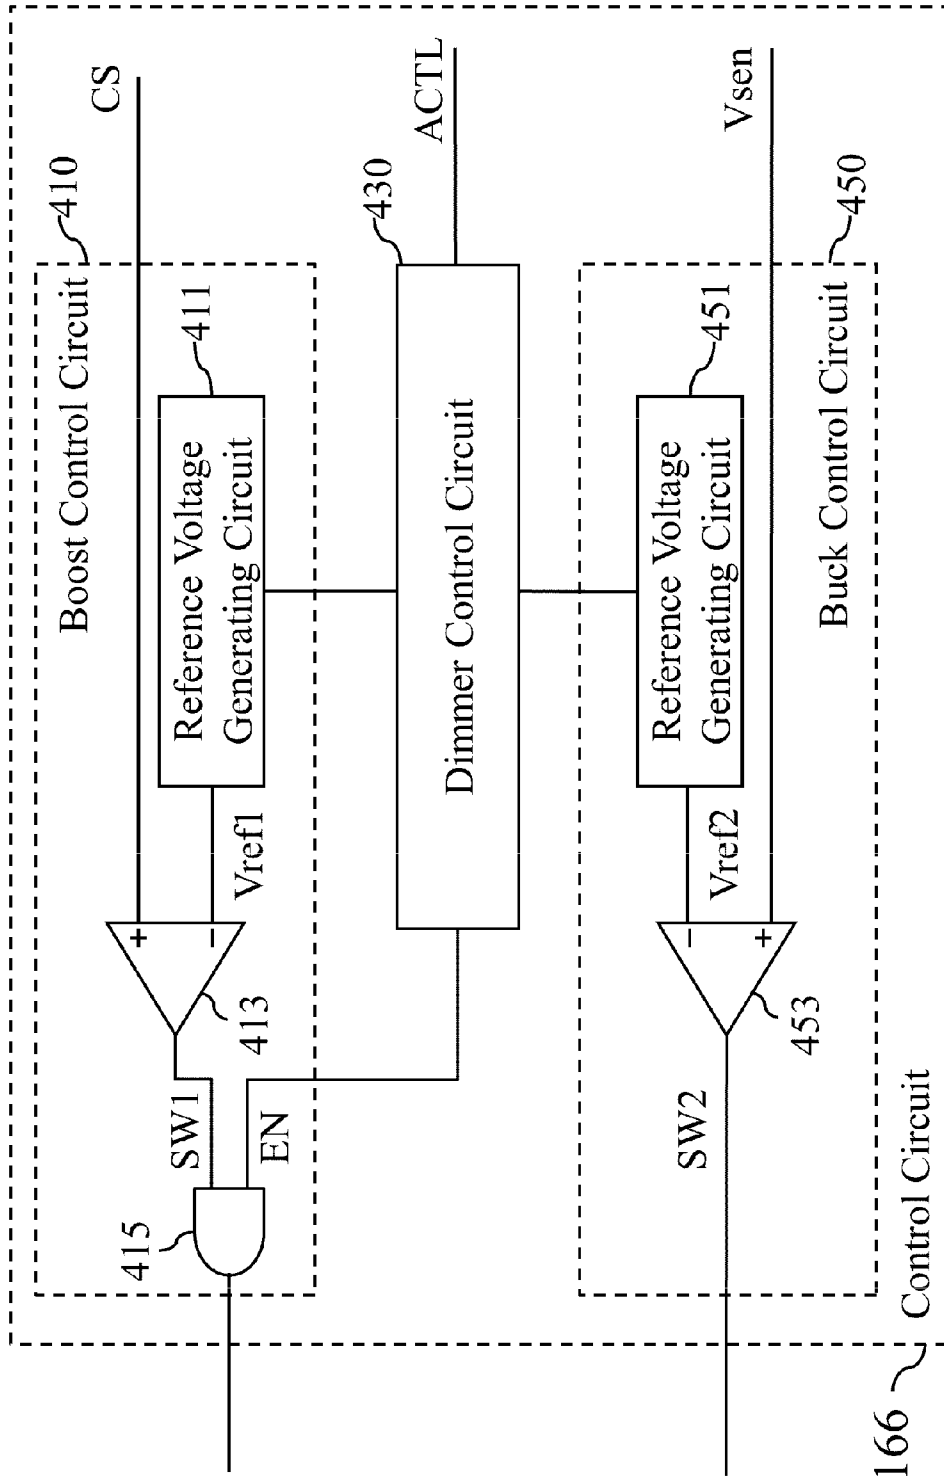 166
Control Circuit
410
Boost Control Circuit
CS
411
Reference Voltage
Generating Circuit
Vref1
+
−
413
SW1
EN
415
430
ACTL
Dimmer Control Circuit
450
Buck Control Circuit
451
Reference Voltage
Generating Circuit
Vref2
Vsen
−
+
453
SW2